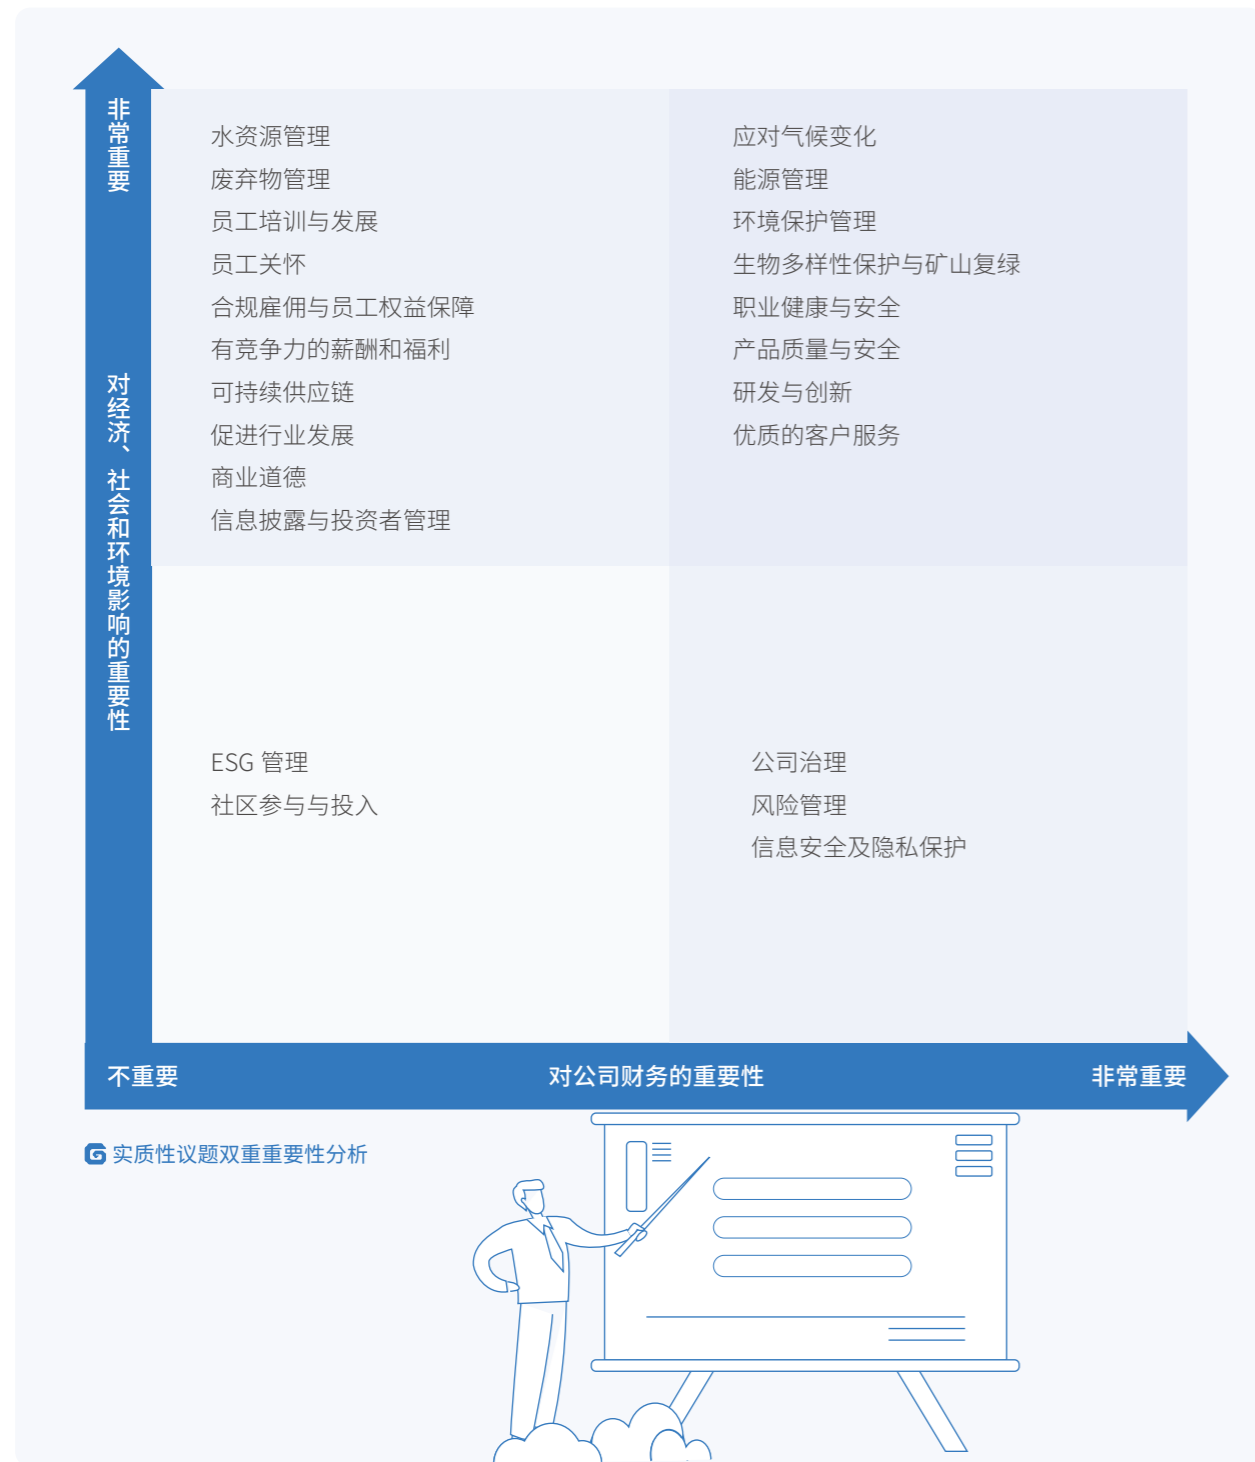 非常重要
对经济、社会和环境影响的重要性
水资源管理
废弃物管理
员工培训与发展
员工关怀
合规雇佣与员工权益保障
有竞争力的薪酬和福利
可持续供应链
促进行业发展
商业道德
信息披露与投资者管理
应对气候变化
能源管理
环境保护管理
生物多样性保护与矿山复绿
职业健康与安全
产品质量与安全
研发与创新
优质的客户服务
ESG 管理
社区参与与投入
公司治理
风险管理
信息安全及隐私保护
不重要
对公司财务的重要性
非常重要
实质性议题双重重要性分析